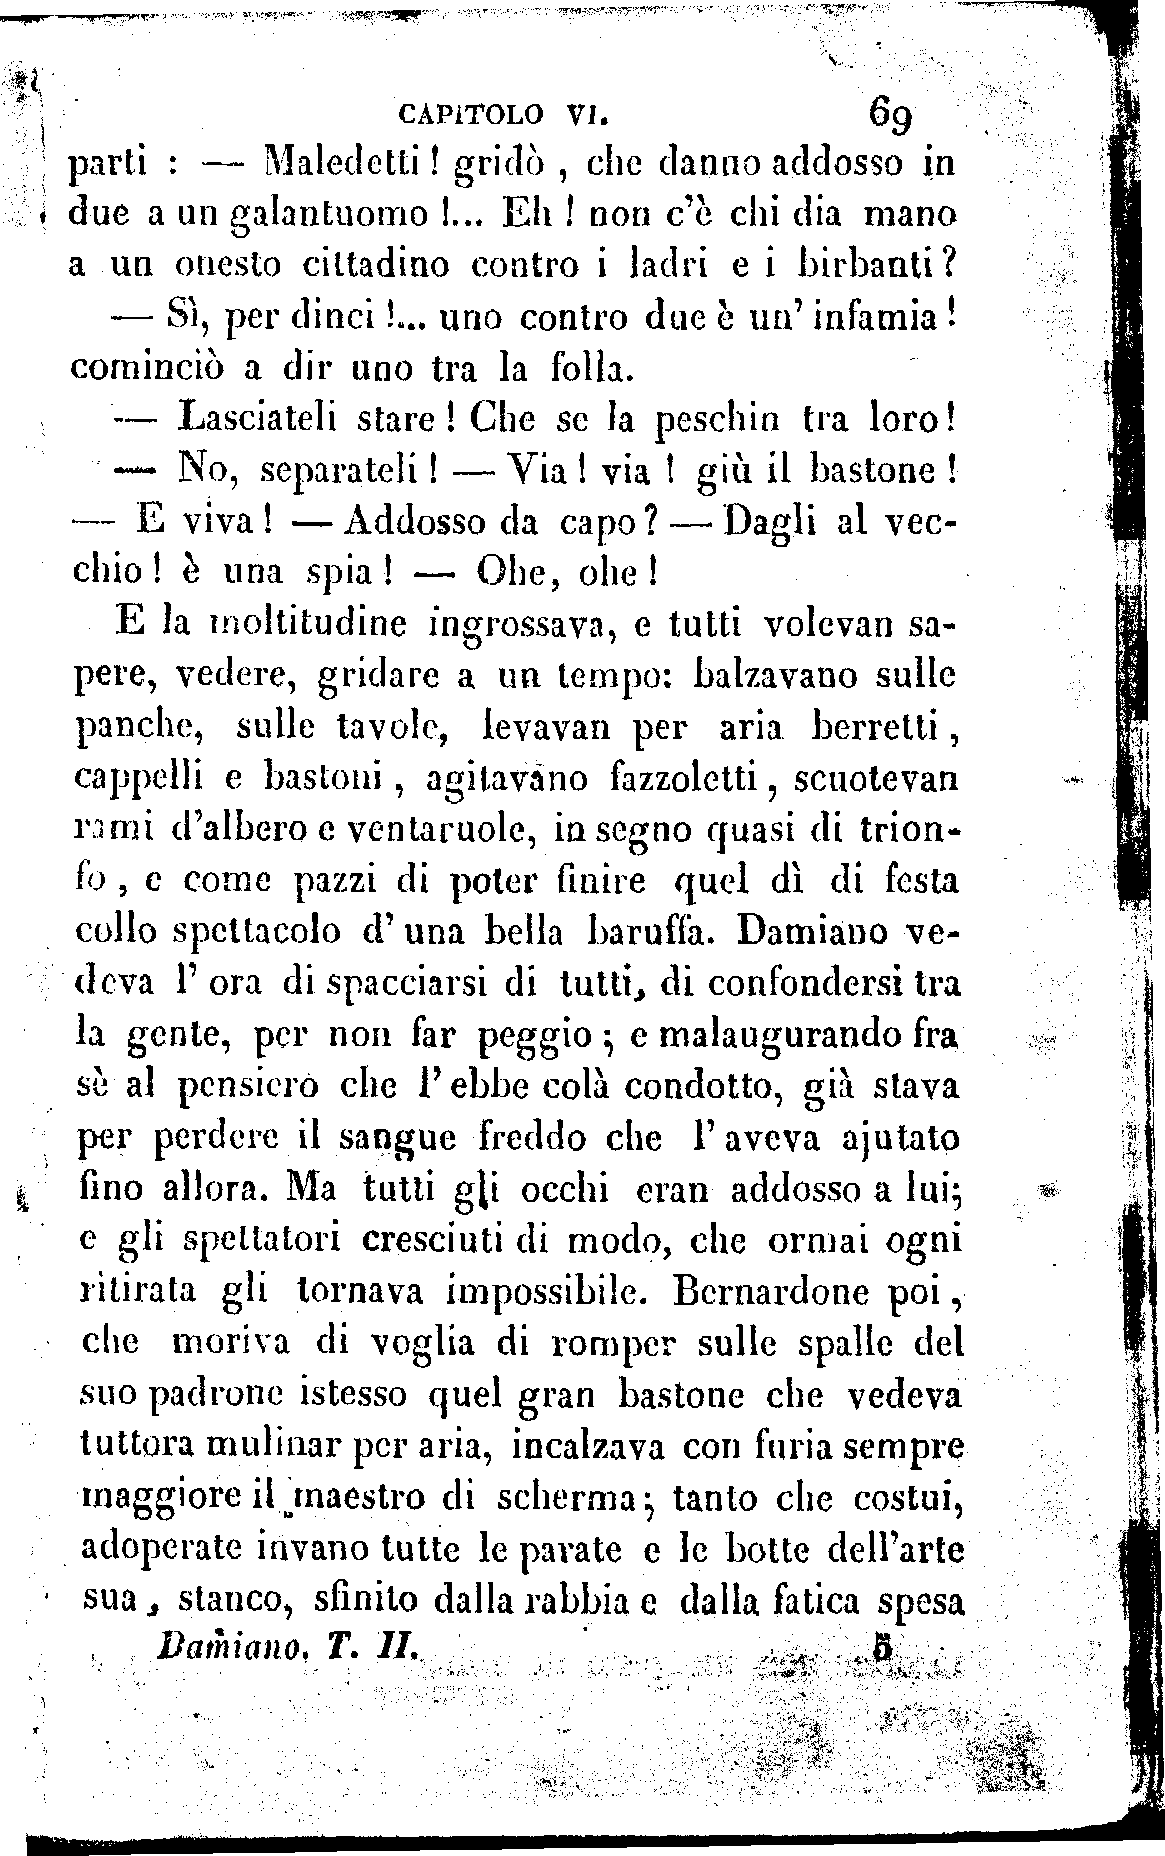 CAPITOLO VI. 69
parti : — Maledetti ! gridò , che danno addosso in
due a un galantuomo !... Eh ! non c'è chi dia mano
a un onesto cittadino contro i ladri e i birbanti ?
— Sì, per dinci !... uno contro due è un' infamia !
cominciò a dir uno tra la folla.
— Lasciateli stare ! Che se la peschin tra loro !
— No, separateli ! — Via ! via ! giù il bastone !
— E viva ! — Addosso da capo ? — Dagli al vec-
chio ! è una spia ! — Ohe, ohe !
E la moltitudine ingrossava, e tutti volevan sa-
pere, vedere, gridare a un tempo: balzavano sulle
panche, sulle tavole, levavan per aria berretti ,
cappelli e bastoni , agitavano fazzoletti , scuotevan
rami d'albero e ventaruole, in segno quasi di trion-
fo , e come pazzi di poter finire quel dì di festa
collo spettacolo d' una bella baruffa. Damiano ve-
deva l' ora di spacciarsi di tutti, di confondersi tra
la gente, per non far peggio ; e malaugurando fra
sè al pensiero che l' ebbe colà condotto, già stava
per perdere il sangue freddo che l' aveva ajutato
fino allora. Ma tutti gli occhi eran addosso a lui;
e gli spettatori cresciuti di modo, che ormai ogni
ritirata gli tornava impossibile. Bernardone poi ,
che moriva di voglia di romper sulle spalle del
suo padrone istesso quel gran bastone che vedeva
tuttora mulinar per aria, incalzava con furia sempre
maggiore il maestro di scherma; tanto che costui,
adoperate invano tutte le parate e le botte dell'arte
sua , stanco, sfinito dalla rabbia e dalla fatica spesa
Damiano. T. II. 5